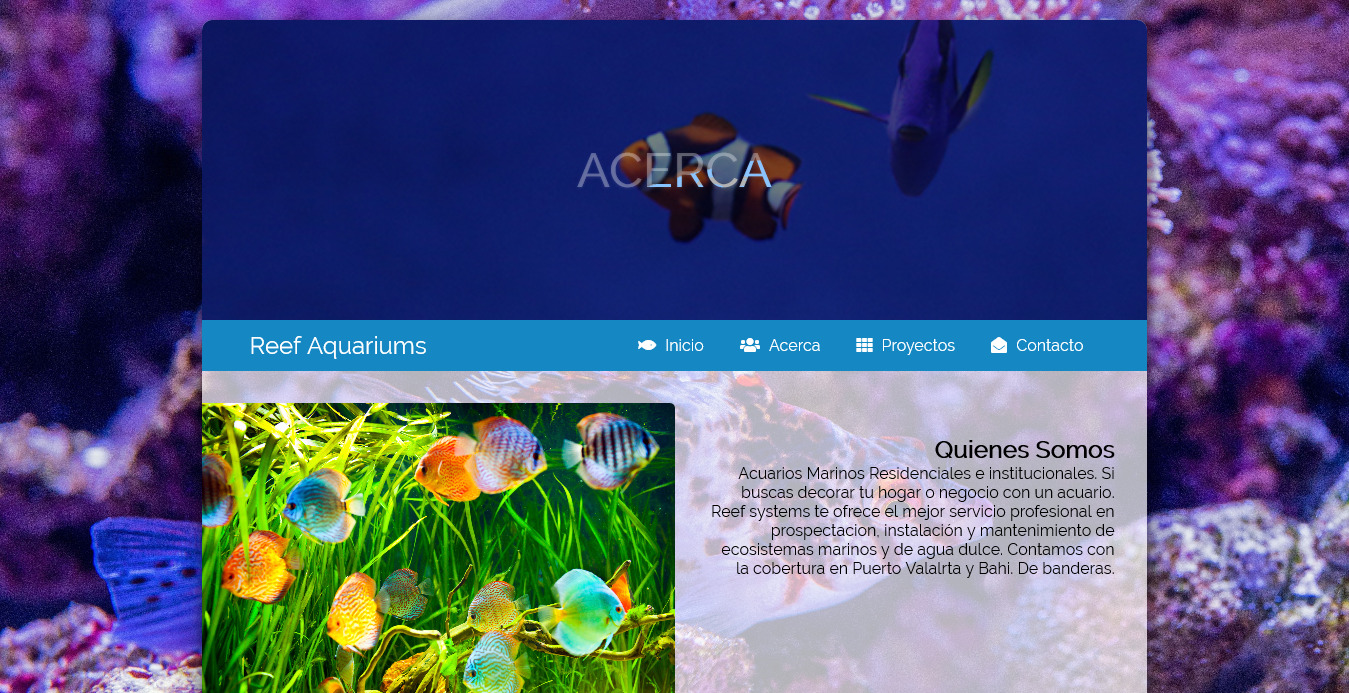 ACERCA
Reef Aquariums
Inicio
Acerca
Proyectos
Contacto
Quienes Somos
Acuarios Marinos Residenciales e institucionales. Si
buscas decorar tu hogar o negocio con un acuario.
Reef systems te ofrece el mejor servicio profesional en
prospectacion, instalación y mantenimiento de
ecosistemas marinos y de agua dulce. Contamos con
la cobertura en Puerto Valalrta y Bahi. De banderas.